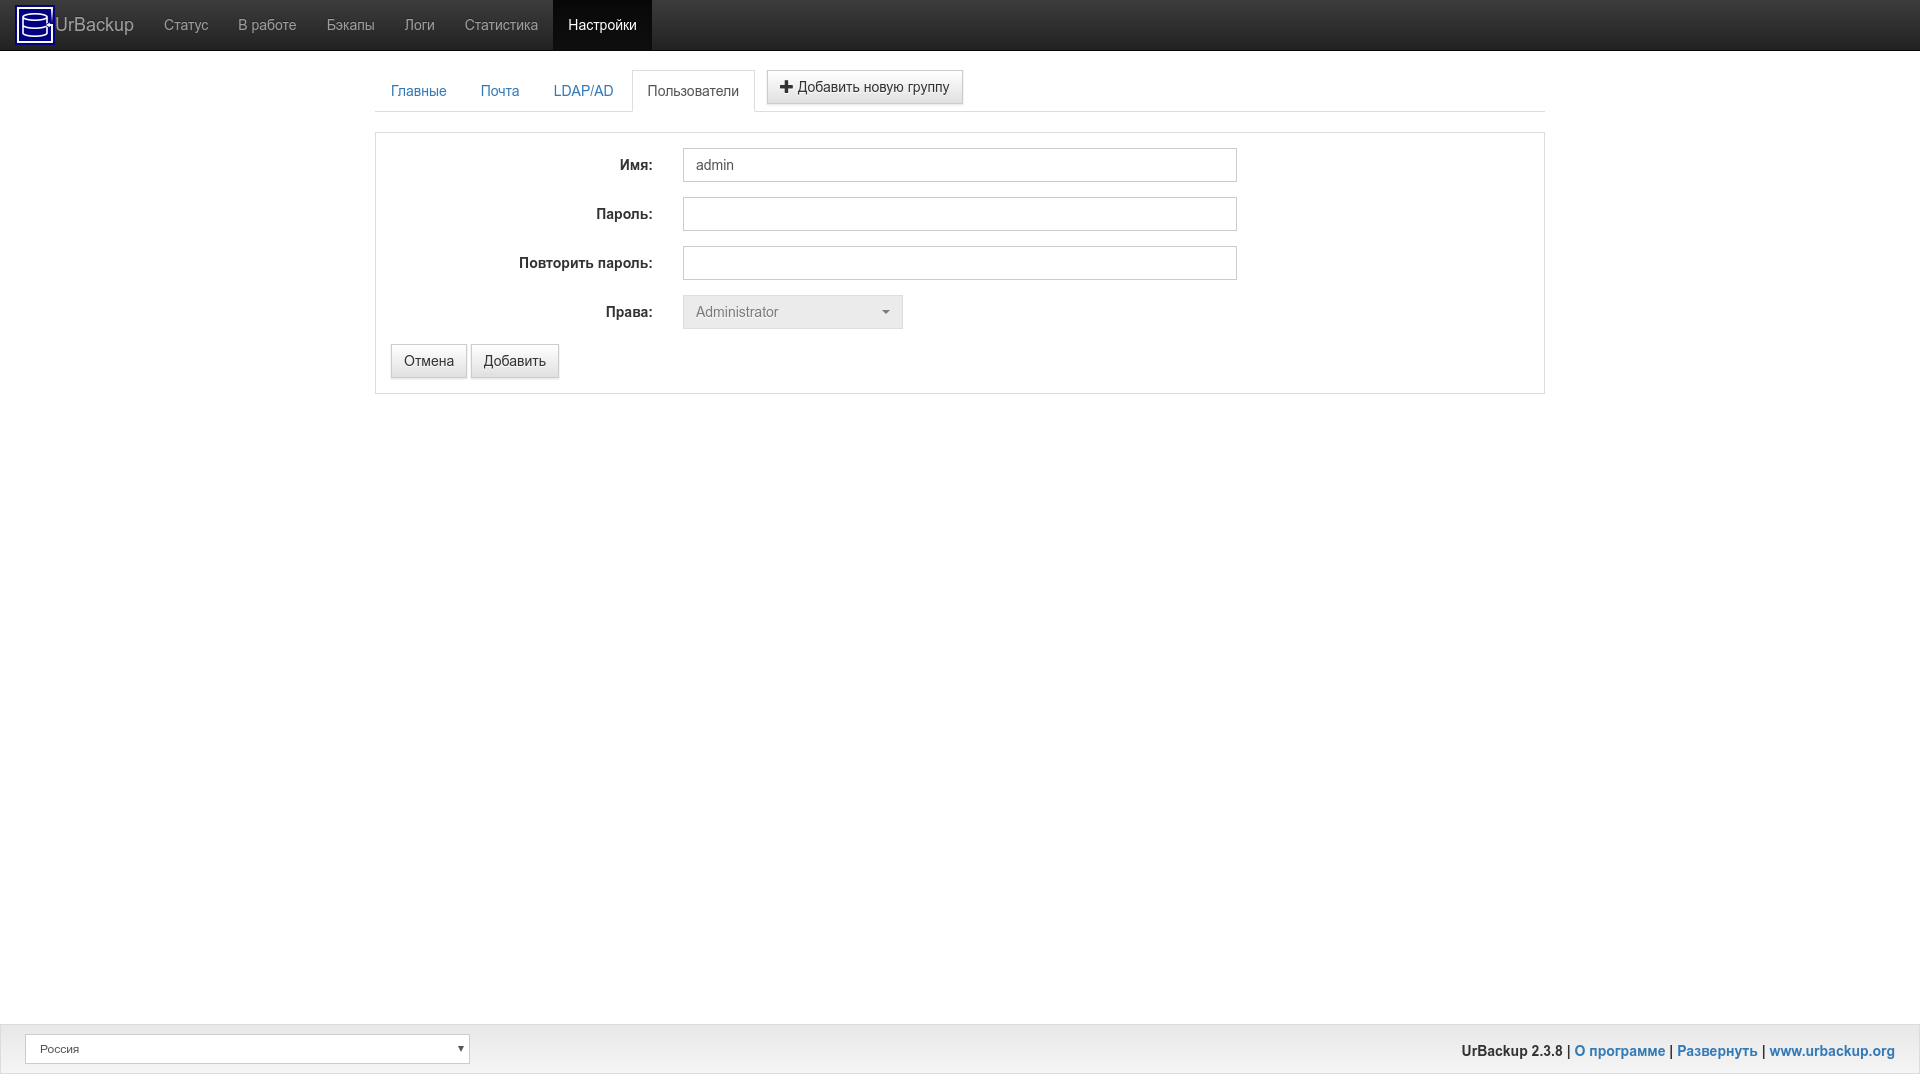 UrBackup Статус В работе Бэкапы Логи Статистика Настройки
Главные Почта LDAP/AD Пользователи Добавить новую группу
Имя: admin
Пароль:
Повторить пароль:
Права: Administrator
Отмена Добавить
Россия UrBackup 2.3.8 | О программе | Развернуть | www.urbackup.org